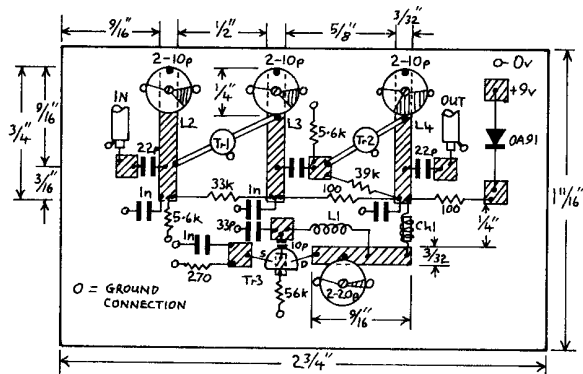 9/16" 1/2" 5/8" 3/32"
2-10p 2-10p 2-10p
0v
+9v
OA91
IN
OUT
1/4"
9/16"
3/4"
3/16"
L2
Tr1
L3
5.6k
Tr2
L4
22p
39k
22p
1n
33k
1n
100
100
5.6k
33p
L1
Ch1
1/4"
1n
10p
S
D
3/32
270
Tr3
56k
2-20p
9/16"
1 11/16"
O = GROUND
CONNECTION
2 3/4"